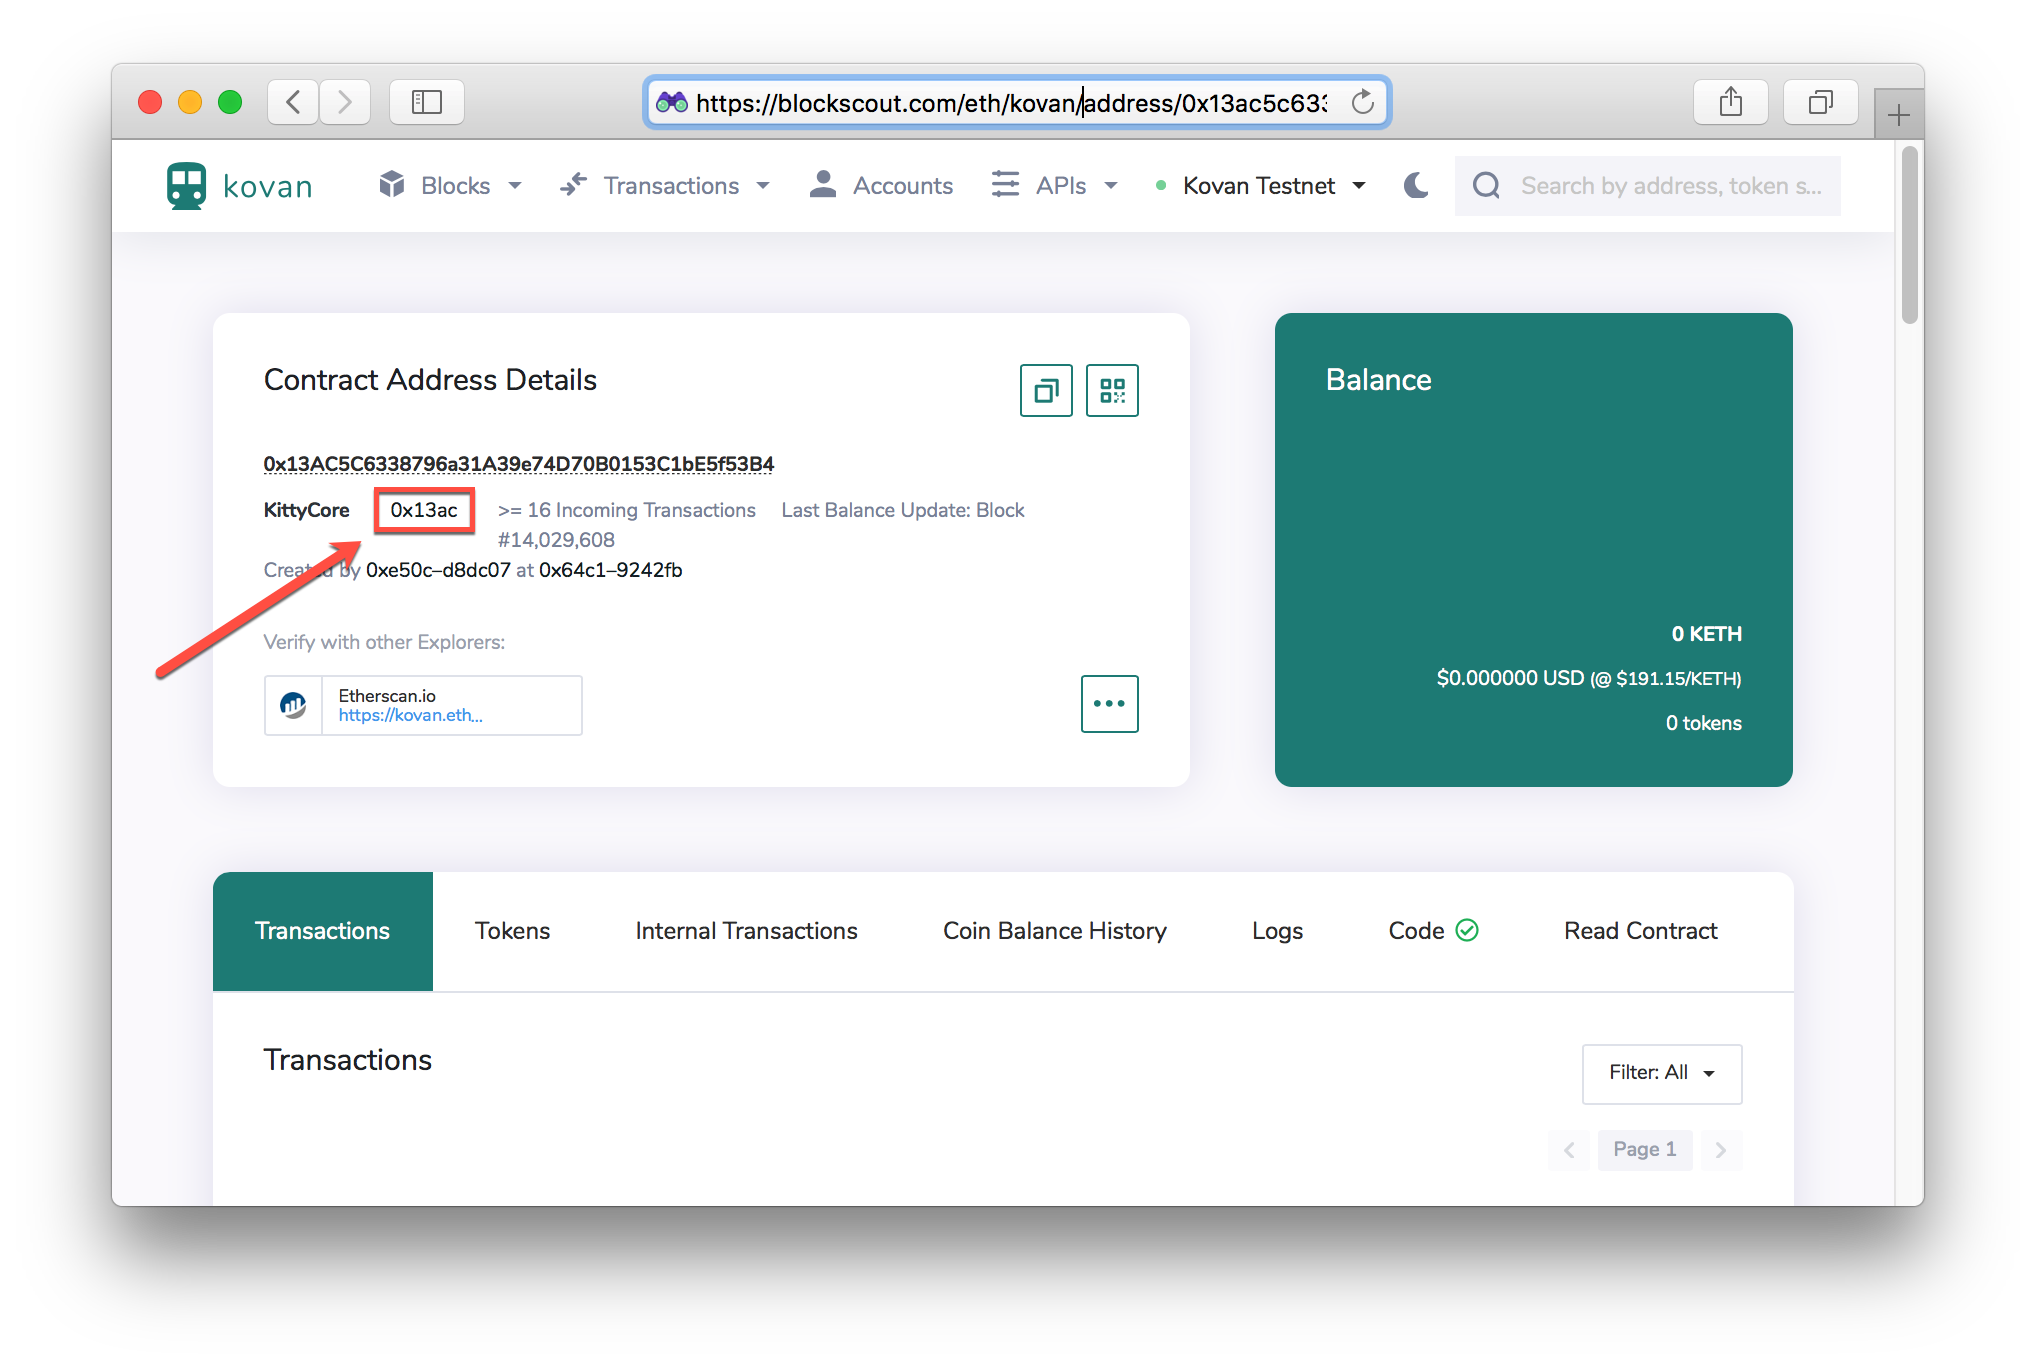 https://blockscout.com/eth/kovan/address/0x13ac5c633
kovan Blocks Transactions Accounts APIs Kovan Testnet Search by address, token s...
Contract Address Details
Balance
0x13AC5C6338796a31A39e74D70B0153C1bE5f53B4
KittyCore 0x13ac >= 16 Incoming Transactions Last Balance Update: Block
#14,029,608
Created by 0xe50c–d8dc07 at 0x64c1–9242fb
Verify with other Explorers:
Etherscan.io
https://kovan.eth...
0 KETH
$0.000000 USD (@ $191.15/KETH)
0 tokens
Transactions Tokens Internal Transactions Coin Balance History Logs Code Read Contract
Transactions
Filter: All
Page 1